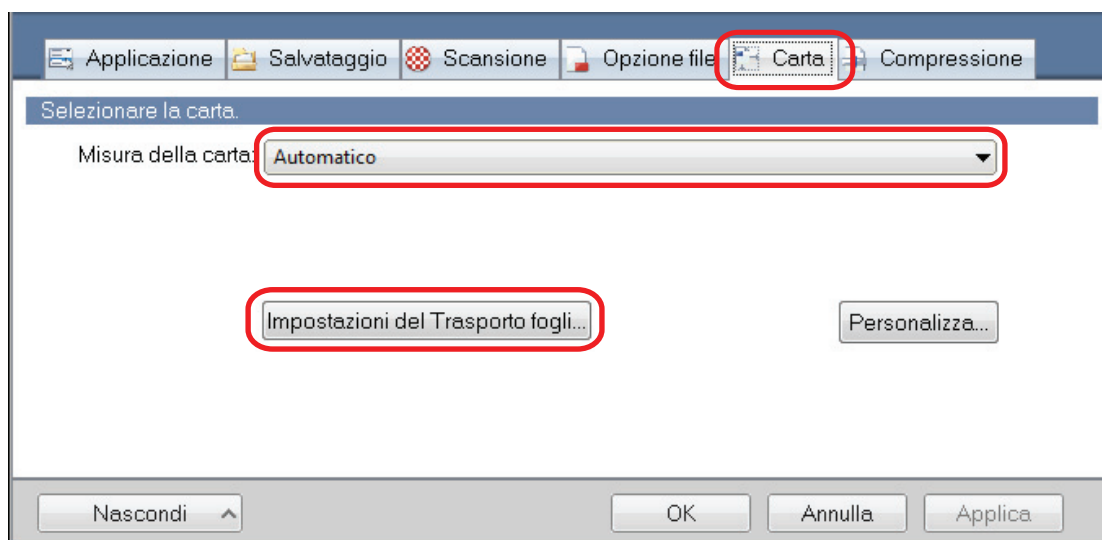 Applicazione Salvataggio Scansione Opzione file Carta Compressione
Selezionare la carta.
Misura della carta: Automatico
Impostazioni del Trasporto fogli... Personalizza...
Nascondi OK Annulla Applica